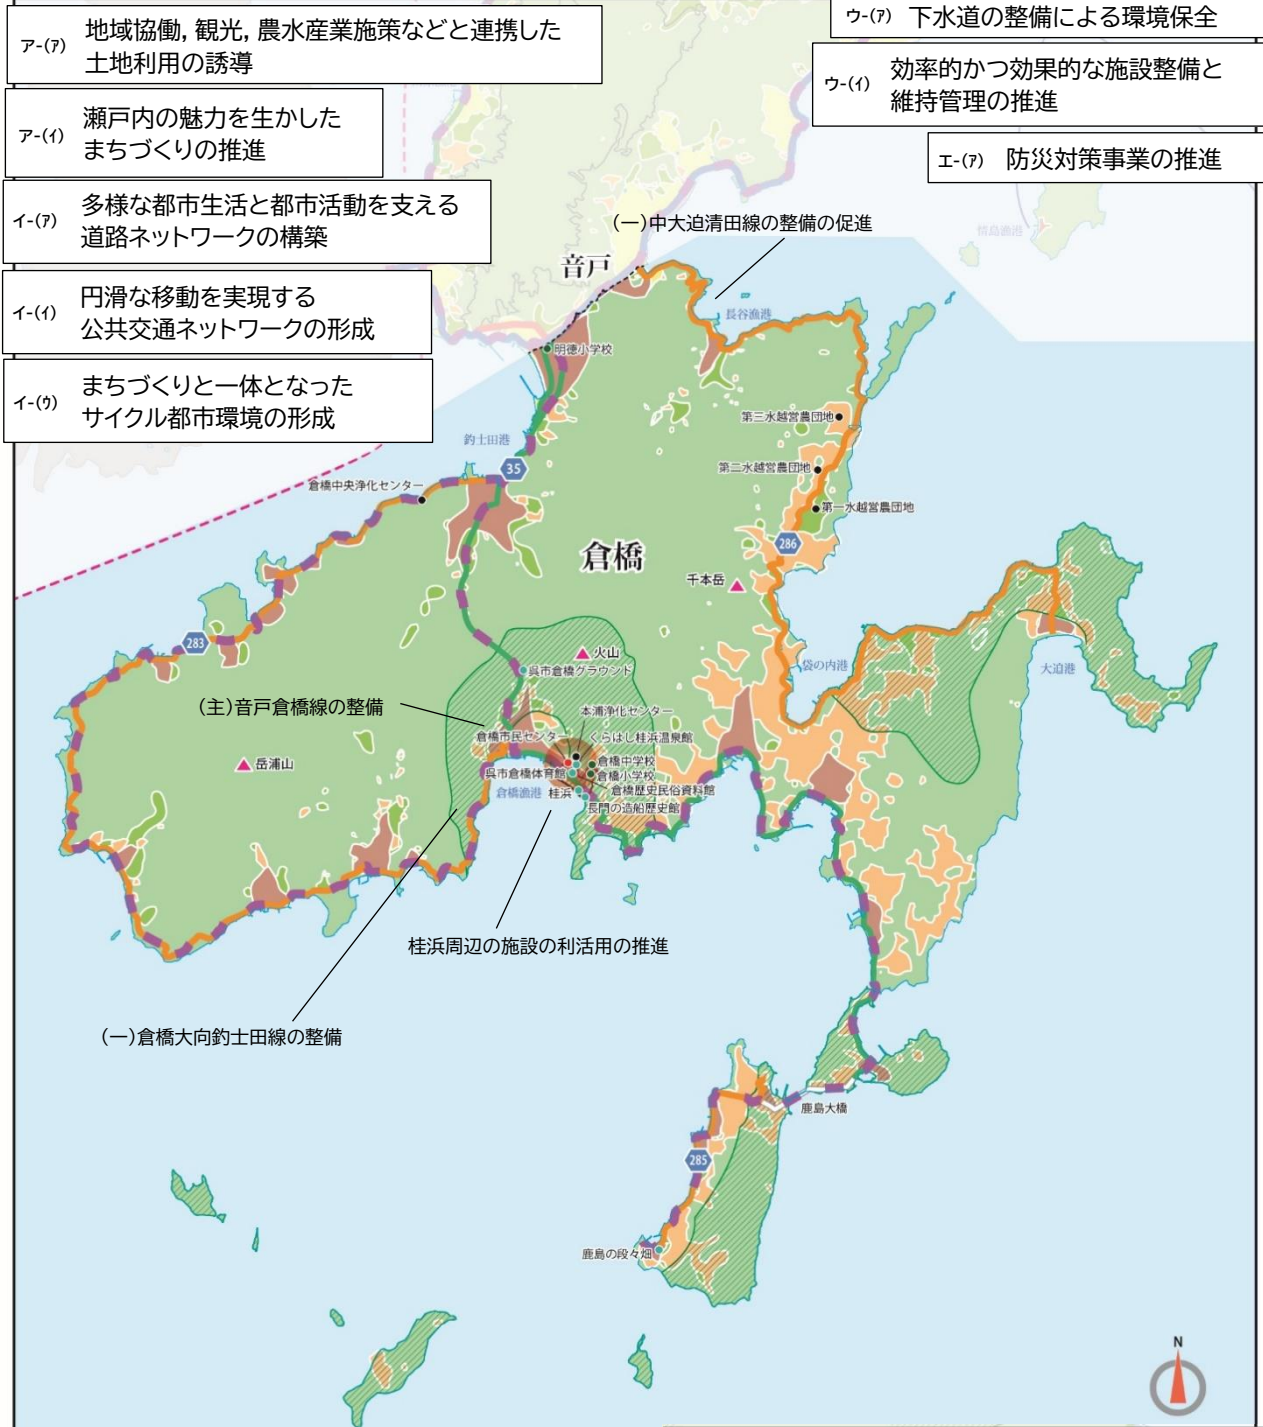 ア-(ア) 地域協働，観光，農水産業施策などと連携した
土地利用の誘導
ア-(イ) 瀬戸内の魅力を生かした
まちづくりの推進
イ-(ア) 多様な都市生活と都市活動を支える
道路ネットワークの構築
イ-(イ) 円滑な移動を実現する
公共交通ネットワークの形成
イ-(ウ) まちづくりと一体となった
サイクル都市環境の形成
ウ-(ア) 下水道の整備による環境保全
ウ-(イ) 効率的かつ効果的な施設整備と
維持管理の推進
エ-(ア) 防災対策事業の推進
(一)中大迫清田線の整備の促進
情島漁港
音戸
長谷漁港
明徳小学校
第三水越営農団地
釣士田港
35
第二水越営農団地
倉橋中央浄化センター
第一水越営農団地
286
倉橋
千本岳
283
火山
袋の内港
大迫港
呉市倉橋グラウンド
(主)音戸倉橋線の整備
本浦浄化センター
倉橋市民センター
くらはし桂浜温泉館
岳浦山
倉橋中学校
呉市倉橋体育館
倉橋小学校
倉橋漁港
桂浜
倉橋歴史民俗資料館
長門の造船歴史館
桂浜周辺の施設の利活用の推進
(一)倉橋大向釣士田線の整備
鹿島大橋
285
鹿島の段々畑
N